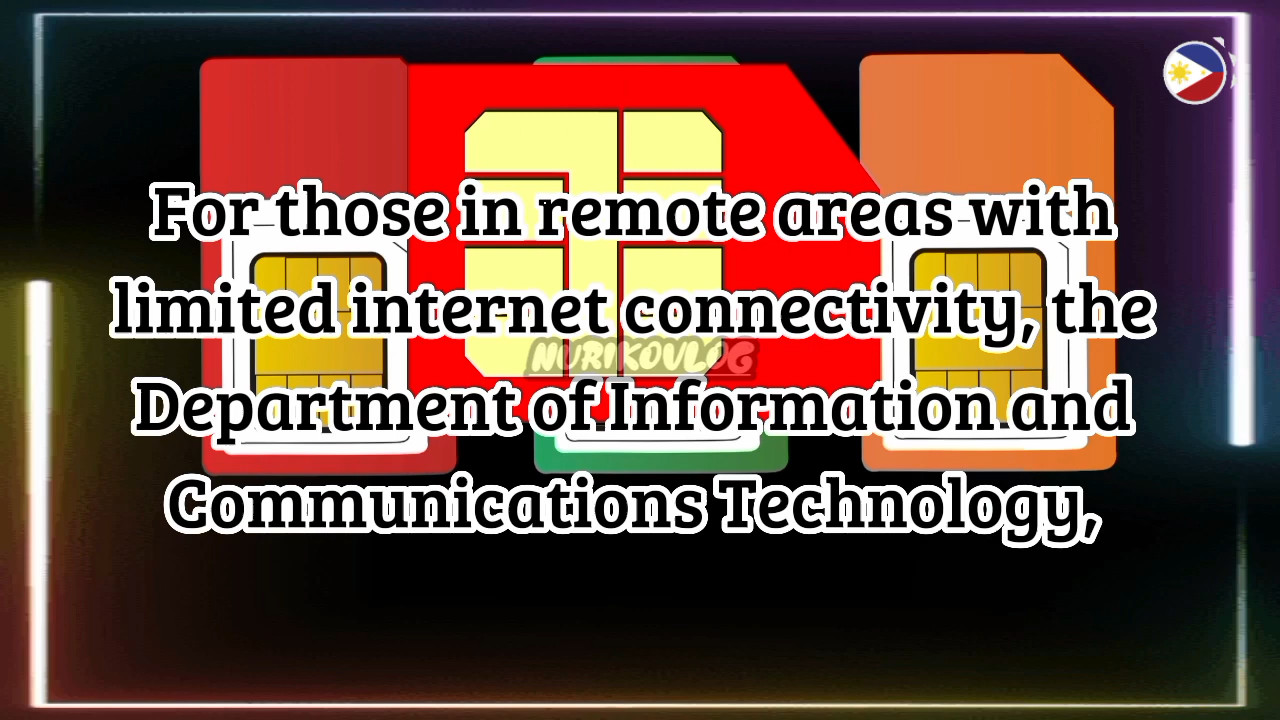 For those in remote areas with
limited internet connectivity, the
NURIKOVLOG
Department of Information and
Communications Technology,